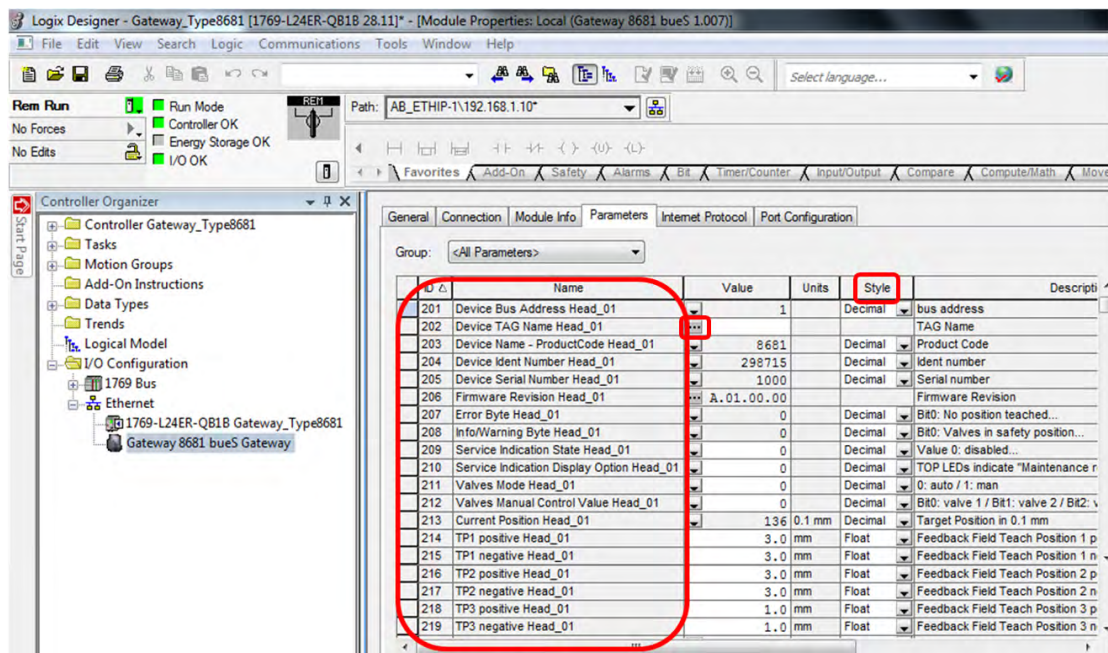 Logix Designer - Gateway_Type8681 [1769-L24ER-QB1B 28.11]* - [Module Properties: Local (Gateway 8681 bueS 1.007)]
File Edit View Search Logic Communications Tools Window Help
Select language...
Rem Run
Run Mode
REM
Path: AB_ETHIP-1\192.168.1.10*
No Forces
Controller OK
Energy Storage OK
No Edits
I/O OK
Favorites Add-On Safety Alarms Bit Timer/Counter Input/Output Compare Compute/Math Move
Start Page
Controller Organizer
Controller Gateway_Type8681
Tasks
Motion Groups
Add-On Instructions
Data Types
Trends
Logical Model
I/O Configuration
1769 Bus
Ethernet
1769-L24ER-QB1B Gateway_Type8681
Gateway 8681 bueS Gateway
General Connection Module Info Parameters Internet Protocol Port Configuration
Group: <All Parameters>
ID Name Value Units Style Descripti
201 Device Bus Address Head_01 1 Decimal bus address
202 Device TAG Name Head_01 ... TAG Name
203 Device Name - ProductCode Head_01 8681 Decimal Product Code
204 Device Ident Number Head_01 298715 Decimal Ident number
205 Device Serial Number Head_01 1000 Decimal Serial number
206 Firmware Revision Head_01 ... A.01.00.00 Firmware Revision
207 Error Byte Head_01 0 Decimal Bit0: No position teached...
208 Info/Warning Byte Head_01 0 Decimal Bit0: Valves in safety position...
209 Service Indication State Head_01 0 Decimal Value 0: disabled...
210 Service Indication Display Option Head_01 0 Decimal TOP LEDs indicate "Maintenance r
211 Valves Mode Head_01 0 Decimal 0: auto / 1: man
212 Valves Manual Control Value Head_01 0 Decimal Bit0: valve 1 / Bit1: valve 2 / Bit2: v
213 Current Position Head_01 136 0.1 mm Decimal Target Position in 0.1 mm
214 TP1 positive Head_01 3.0 mm Float Feedback Field Teach Position 1 p
215 TP1 negative Head_01 3.0 mm Float Feedback Field Teach Position 1 n
216 TP2 positive Head_01 3.0 mm Float Feedback Field Teach Position 2 p
217 TP2 negative Head_01 3.0 mm Float Feedback Field Teach Position 2 n
218 TP3 positive Head_01 1.0 mm Float Feedback Field Teach Position 3 p
219 TP3 negative Head_01 1.0 mm Float Feedback Field Teach Position 3 n